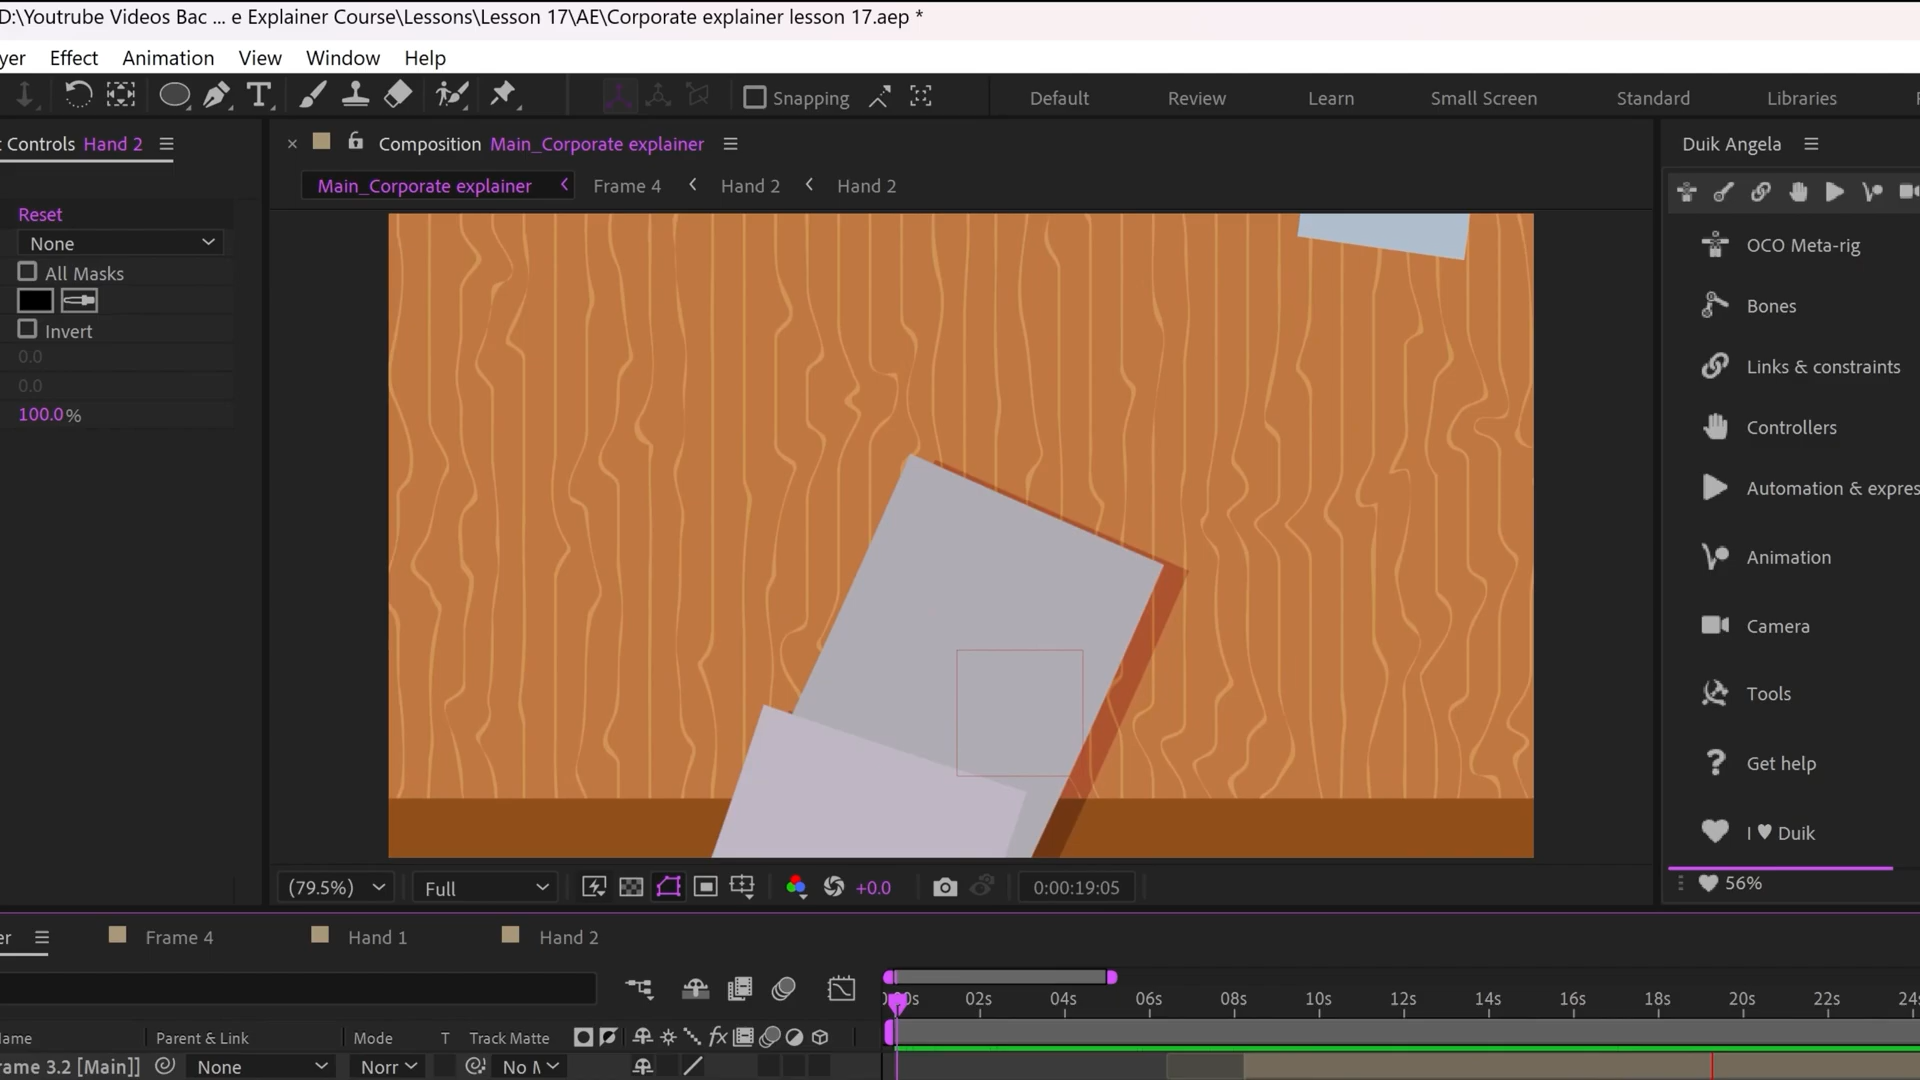 D:\Youtrube Videos Bac ... e Explainer Course\Lessons\Lesson 17\AE\Corporate explainer lesson 17.aep *
yer Effect Animation View Window Help
Snapping Default Review Learn Small Screen Standard Libraries
t Controls Hand 2
Composition Main_Corporate explainer
Duik Angela
Main_Corporate explainer Frame 4 Hand 2 Hand 2
Reset
None
All Masks
Invert
0.0
0.0
100.0%
OCO Meta-rig
Bones
Links & constraints
Controllers
Automation & expres
Animation
Camera
Tools
Get help
I ♥ Duik
56%
(79.5%) Full +0.0 0:00:19:05
er Frame 4 Hand 1 Hand 2
0s 02s 04s 06s 08s 10s 12s 14s 16s 18s 20s 22s 24s
ame Parent & Link Mode T Track Matte fx
rame 3.2 [Main]] None Norr No M